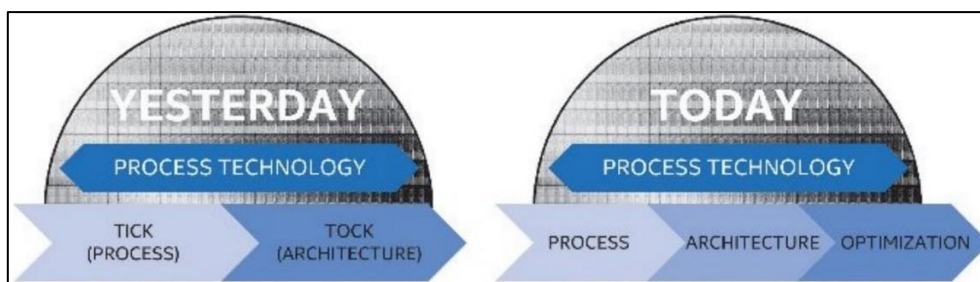 YESTERDAY
PROCESS TECHNOLOGY
TICK
(PROCESS)
TOCK
(ARCHITECTURE)
TODAY
PROCESS TECHNOLOGY
PROCESS
ARCHITECTURE
OPTIMIZATION